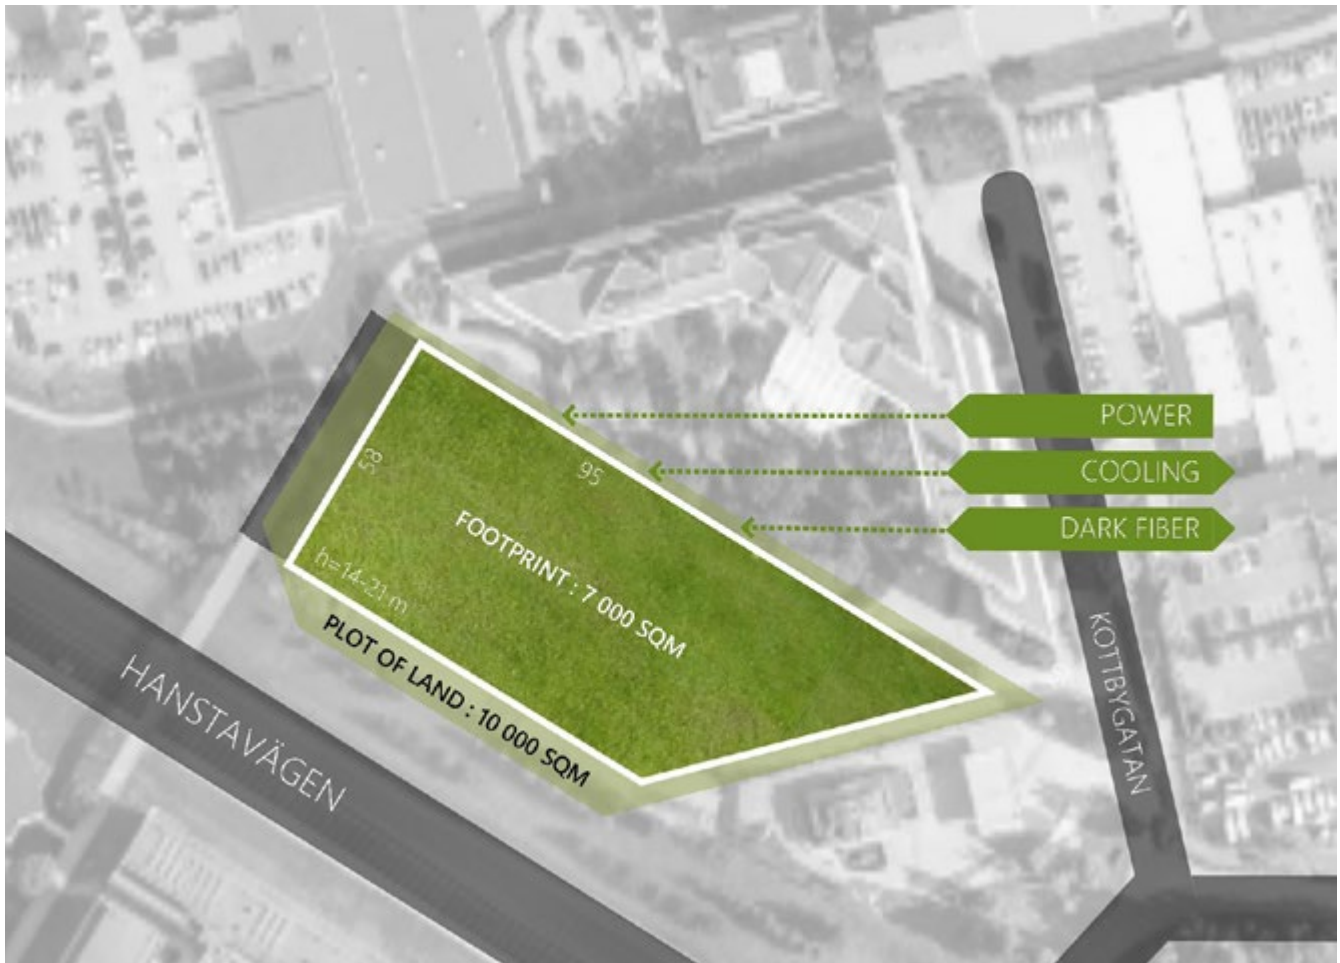 POWER
COOLING
DARK FIBER
58
95
FOOTPRINT : 7 000 SQM
h=14-21 m
PLOT OF LAND : 10 000 SQM
HANSTAVÄGEN
KOTTBYGATAN